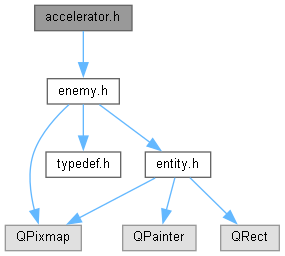 accelerator.h
enemy.h
typedef.h
entity.h
QPixmap
QPainter
QRect